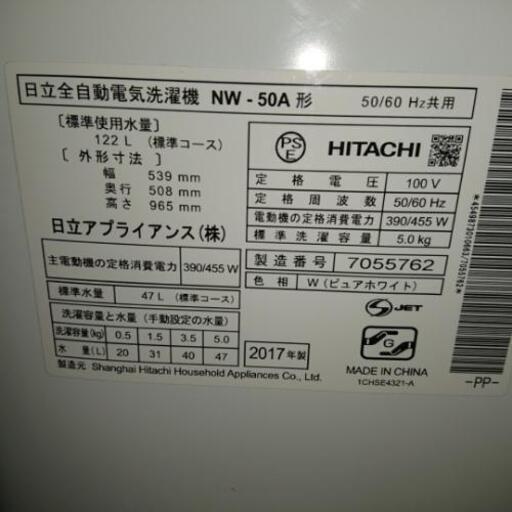 日立全自動電気洗濯機 NW - 50A 形 50/60 Hz共用
〔標準使用水量〕
122 L (標準コース)
〔外形寸法〕
幅 539 mm
奥行 508 mm
高さ 965 mm
日立アプライアンス(株)
主電動機の定格消費電力 390/455 W
標準水量 47 L (標準コース)
洗濯容量と水量 (手動設定の水量)
洗濯容量(kg) 0.5 1.5 3.5 5.0
水量(L) 20 31 40 47
製造元 Shanghai Hitachi Household Appliances Co., Ltd.
2017年製
PS
E
HITACHI
定格電圧 100 V
定格周波数 50/60 Hz
電動機の定格消費電力 390/455 W
標準洗濯容量 5.0 kg
製造番号 7055762
色相 W (ピュアホワイト)
S JET
MADE IN CHINA
1CHSE4321-A
-PP-